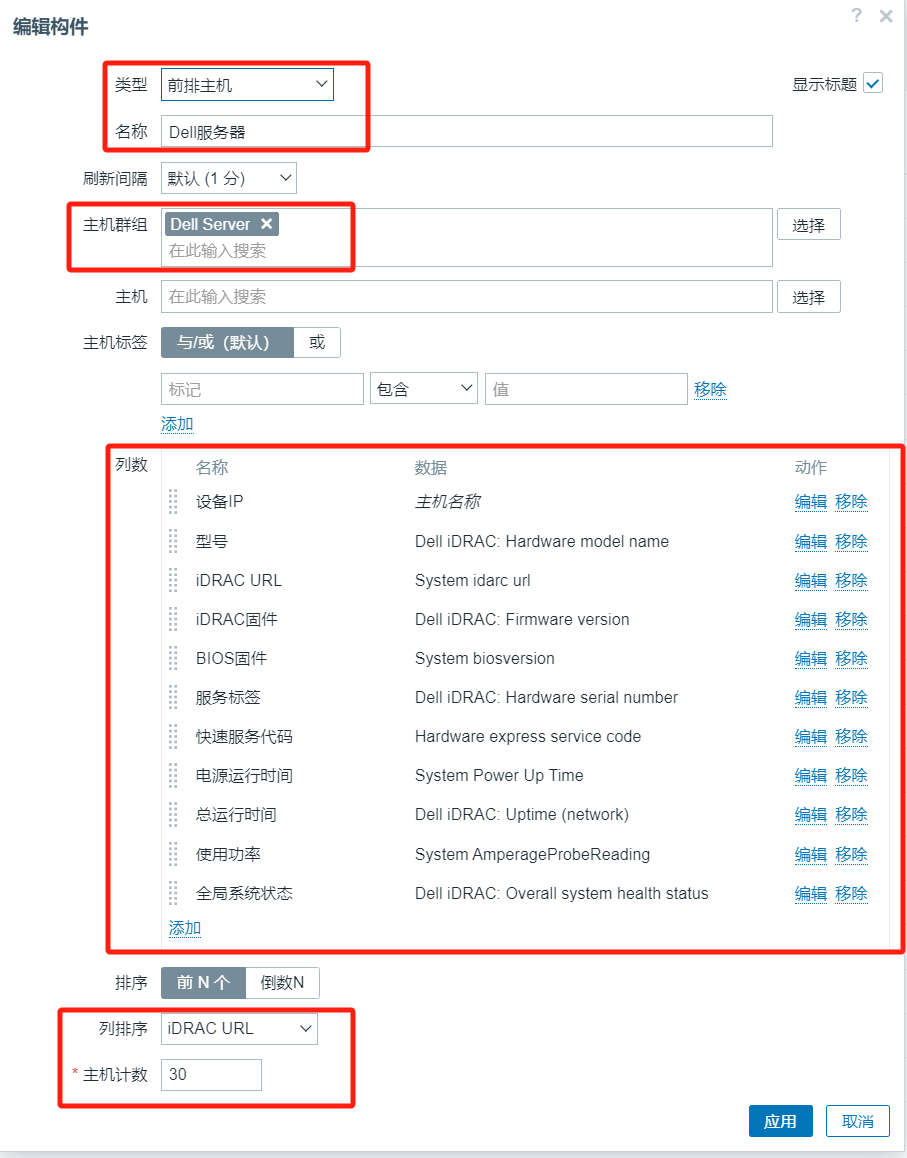 编辑构件
? ×
类型 前排主机 显示标题
名称 Dell服务器
刷新间隔 默认 (1 分)
主机群组 Dell Server × 选择
在此输入搜索
主机 在此输入搜索 选择
主机标签 与/或（默认） 或
标记 包含 值 移除
添加
列数 名称 数据 动作
设备IP 主机名称 编辑 移除
型号 Dell iDRAC: Hardware model name 编辑 移除
iDRAC URL System idarc url 编辑 移除
iDRAC固件 Dell iDRAC: Firmware version 编辑 移除
BIOS固件 System biosversion 编辑 移除
服务标签 Dell iDRAC: Hardware serial number 编辑 移除
快速服务代码 Hardware express service code 编辑 移除
电源运行时间 System Power Up Time 编辑 移除
总运行时间 Dell iDRAC: Uptime (network) 编辑 移除
使用功率 System AmperageProbeReading 编辑 移除
全局系统状态 Dell iDRAC: Overall system health status 编辑 移除
添加
排序 前 N 个 倒数N
列排序 iDRAC URL
* 主机计数 30
应用 取消